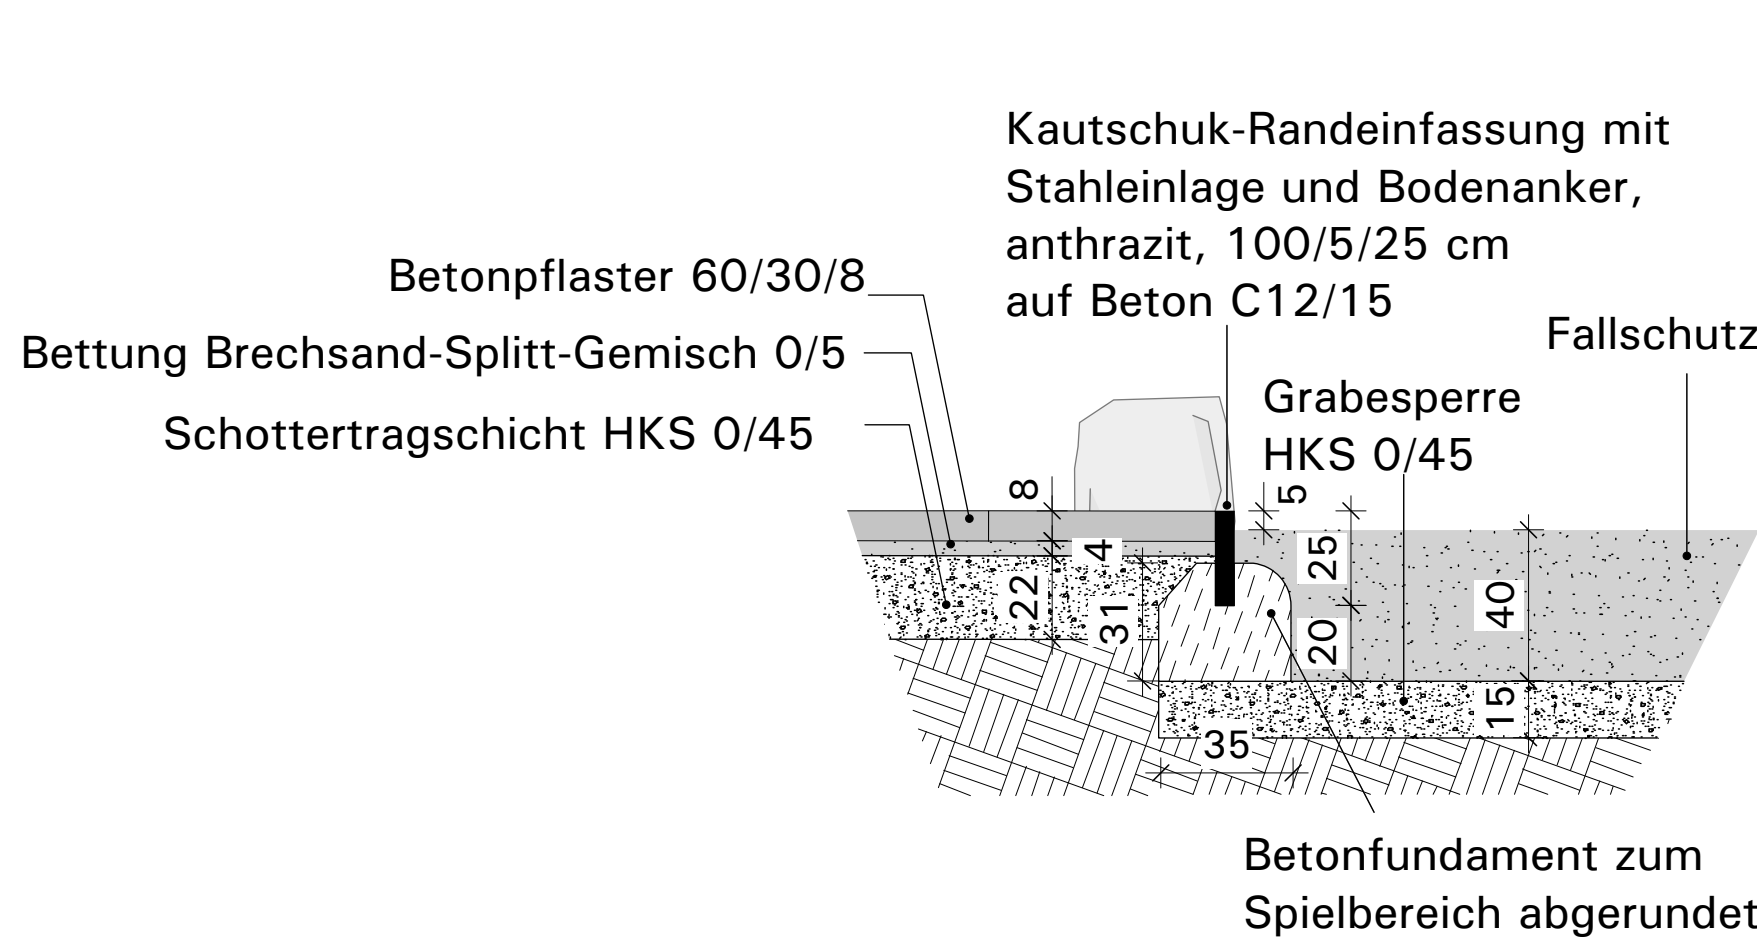 Kautschuk-Randeinfassung mit
Stahleinlage und Bodenanker,
anthrazit, 100/5/25 cm
auf Beton C12/15
Betonpflaster 60/30/8
Bettung Brechsand-Splitt-Gemisch 0/5
Schottertragschicht HKS 0/45
Fallschutz
Grabesperre
HKS 0/45
8
5
4
25
22
31
40
20
15
35
Betonfundament zum
Spielbereich abgerundet